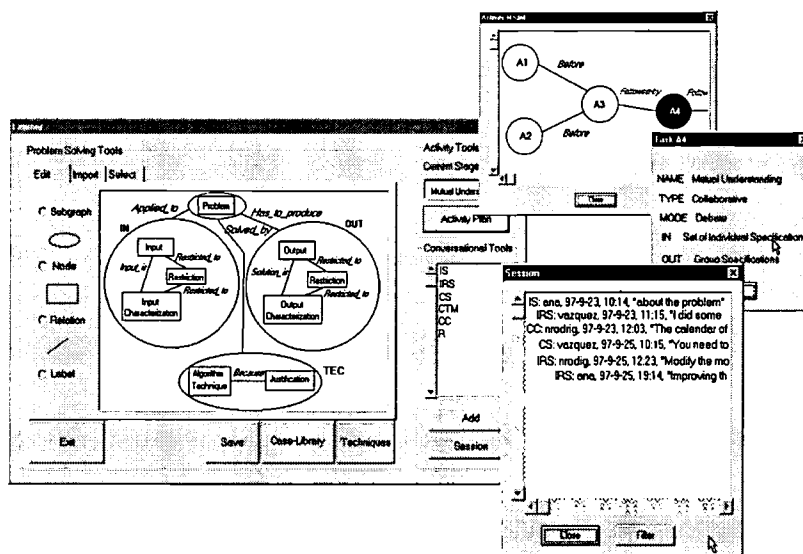 A1
Before
A3
Followed by
A4
A2
Before
Close
Problem Solving Tools
Edit
Import
Select
Subgraph
Node
Relation
Label
Applied_to
Problem
Has_to_produce
Solved_by
IN
OUT
Input
Restricted_to
Input_is
Restriction
Restricted_to
Input
Characterization
Output
Restricted_to
Solution_is
Restriction
Restricted_to
Output
Characterization
Algorithm
Technique
Because
Justification
TEC
Exit
Save
Case-Library
Techniques
Activity Tools
Current Stage
Mutual Unders
Activity Plan
Conversational Tools
IS
IRS
CS
CTM
CC
R
Add
Session
Task A4
NAME Mutual Understanding
TYPE Collaborative
MODE Debate
IN Set of Individual Specification
OUT Group Specifications
Session
IS: ana, 97-9-23, 10:14, "about the problem"
IRS: vazquez, 97-9-23, 11:15, "I did some
CC: nrodrig, 97-9-23, 12:03, "The calendar of
CS: vazquez, 97-9-25, 10:15, "You need to
IRS: nrodig, 97-9-25, 12:23, "Modify the mo
IRS: ana, 97-9-25, 19:14, "Improving th
Close
Filter